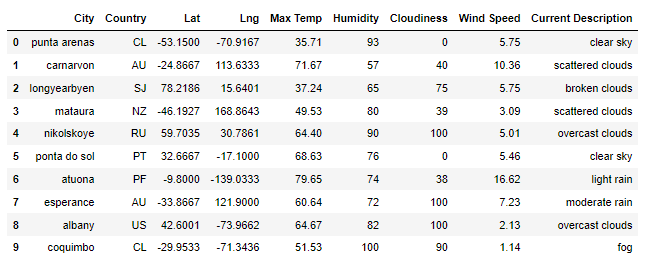 City Country Lat Lng Max Temp Humidity Cloudiness Wind Speed Current Description
0 punta arenas CL -53.1500 -70.9167 35.71 93 0 5.75 clear sky
1 carnarvon AU -24.8667 113.6333 71.67 57 40 10.36 scattered clouds
2 longyearbyen SJ 78.2186 15.6401 37.24 65 75 5.75 broken clouds
3 mataura NZ -46.1927 168.8643 49.53 80 39 3.09 scattered clouds
4 nikolskoye RU 59.7035 30.7861 64.40 90 100 5.01 overcast clouds
5 ponta do sol PT 32.6667 -17.1000 68.63 76 0 5.46 clear sky
6 atuona PF -9.8000 -139.0333 79.65 74 38 16.62 light rain
7 esperance AU -33.8667 121.9000 60.64 72 100 7.23 moderate rain
8 albany US 42.6001 -73.9662 64.67 82 100 2.13 overcast clouds
9 coquimbo CL -29.9533 -71.3436 51.53 100 90 1.14 fog